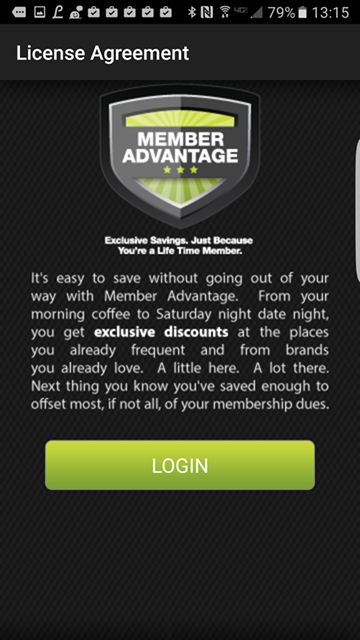 79% 13:15
License Agreement
MEMBER
ADVANTAGE
Exclusive Savings. Just Because
You're a Life Time Member.
It's easy to save without going out of your
way with Member Advantage. From your
morning coffee to Saturday night date night,
you get exclusive discounts at the places
you already frequent and from brands
you already love. A little here. A lot there.
Next thing you know you've saved enough to
offset most, if not all, of your membership dues.
LOGIN